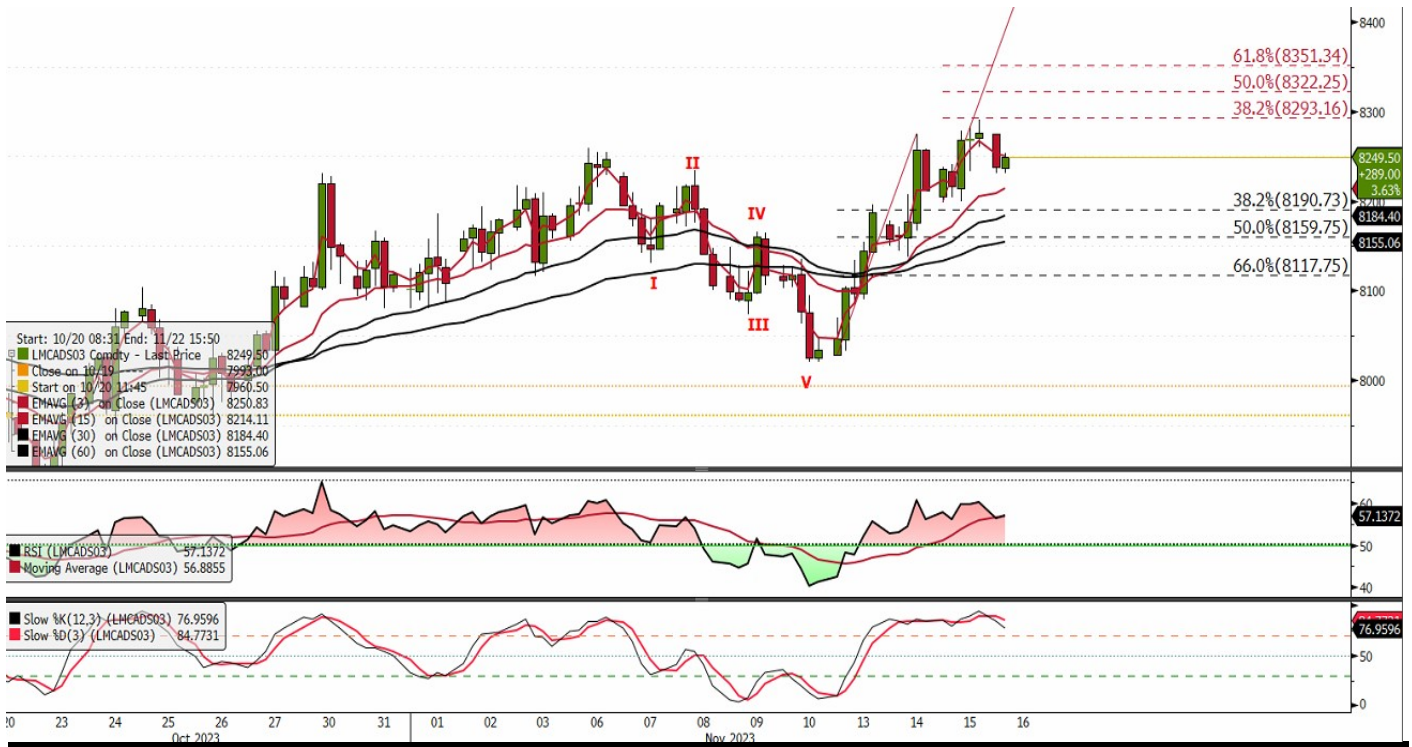 8400
61.8%(8351.34)
50.0%(8322.25)
38.2%(8293.16)
8300
8249.50
+289.00
3.63%
8200
38.2%(8190.73)
8184.40
50.0%(8159.75)
8155.06
66.0%(8117.75)
8100
8000
II
IV
I
III
V
Start: 10/20 08:31 End: 11/22 15:50
LMCADS03 Comdty - Last Price 8249.50
Close on 10/19 7993.00
Start on 10/20 11:45 7960.50
EMAVG (3) on Close (LMCADS03) 8250.83
EMAVG (15) on Close (LMCADS03) 8214.11
EMAVG (30) on Close (LMCADS03) 8184.40
EMAVG (60) on Close (LMCADS03) 8155.06
60
57.1372
50
40
RSI (LMCADS03) 57.1372
Moving Average (LMCADS03) 56.8855
Slow %K(12,3) (LMCADS03) 76.9596
Slow %D(3) (LMCADS03) 84.7731
84.7731
76.9596
50
0
20 23 24 25 26 27 30 31 01 02 03 06 07 08 09 10 13 14 15 16
Oct 2023 Nov 2023